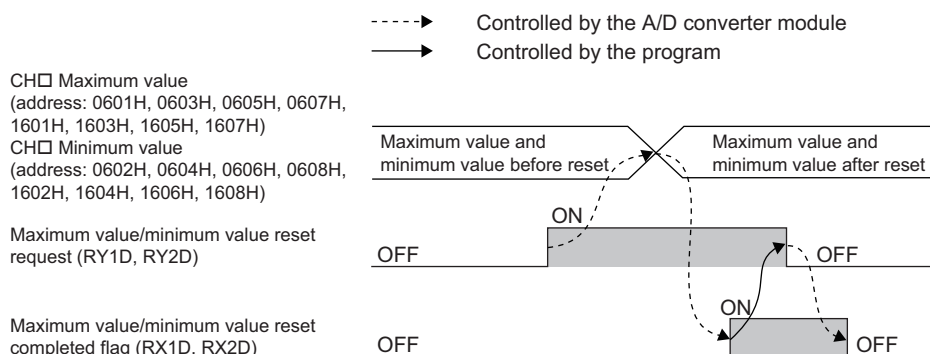 Controlled by the A/D converter module
Controlled by the program
CH□ Maximum value
(address: 0601H, 0603H, 0605H, 0607H,
1601H, 1603H, 1605H, 1607H)
CH□ Minimum value
(address: 0602H, 0604H, 0606H, 0608H,
1602H, 1604H, 1606H, 1608H)
Maximum value and
minimum value before reset
Maximum value and
minimum value after reset
Maximum value/minimum value reset
request (RY1D, RY2D)
OFF
ON
OFF
Maximum value/minimum value reset
completed flag (RX1D, RX2D)
OFF
ON
OFF